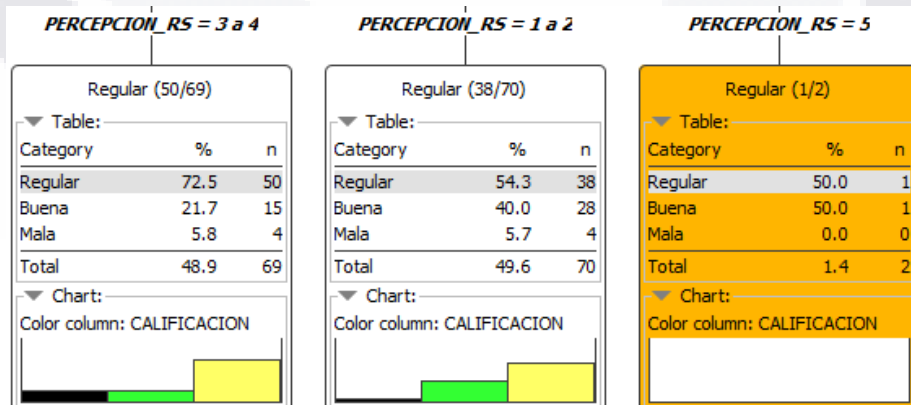 PERCEPCION_RS = 3 a 4
Regular (50/69)
Table:
Category % n
Regular 72.5 50
Buena 21.7 15
Mala 5.8 4
Total 48.9 69
Chart:
Color column: CALIFICACION
PERCEPCION_RS = 1 a 2
Regular (38/70)
Table:
Category % n
Regular 54.3 38
Buena 40.0 28
Mala 5.7 4
Total 49.6 70
Chart:
Color column: CALIFICACION
PERCEPCION_RS = 5
Regular (1/2)
Table:
Category % n
Regular 50.0 1
Buena 50.0 1
Mala 0.0 0
Total 1.4 2
Chart:
Color column: CALIFICACION